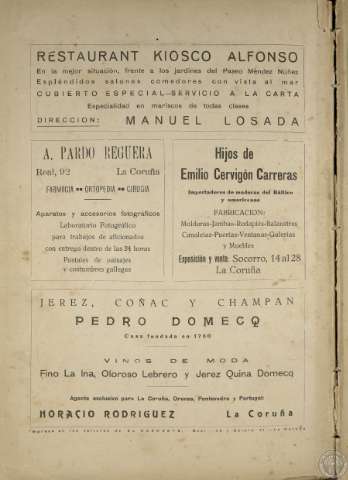 RESTAURANT KIOSCO ALFONSO
En la mejor situación, frente a los jardines del Paseo Méndez Núñez
Espléndidos salones comedores con vista al mar
CUBIERTO ESPECIAL—SERVICIO A LA CARTA
Especialidad en mariscos de todas clases
DIRECCION: MANUEL LOSADA
A. PARDO REGUERA
Real, 92 La Coruña
FARMACIA ORTOPEDIA CIRUGIA
Aparatos y accesorios fotográficos
Laboratorio Fotográfico
para trabajos de aficionados
con entrega dentro de las 24 horas
Postales de paisajes
y costumbres gallegas
Hijos de
Emilio Cervigón Carreras
Importadores de maderas del Báltico
y americanas
FABRICACION:
Molduras-Jambas-Rodapiés-Balaustres
Canaletas-Puertas-Ventanas-Galerías
y Muebles
Exposición y venta: Socorro, 14 al 28
La Coruña
JEREZ, COÑAC Y CHAMPAN
PEDRO DOMECQ
Casa fundada en 1730
VINOS DE MODA
Fino La Ina, Oloroso Lebrero y Jerez Quina Domecq
Agente exclusivo para La Coruña, Orense, Pontevedra y Portugal:
HORACIO RODRIGUEZ La Coruña